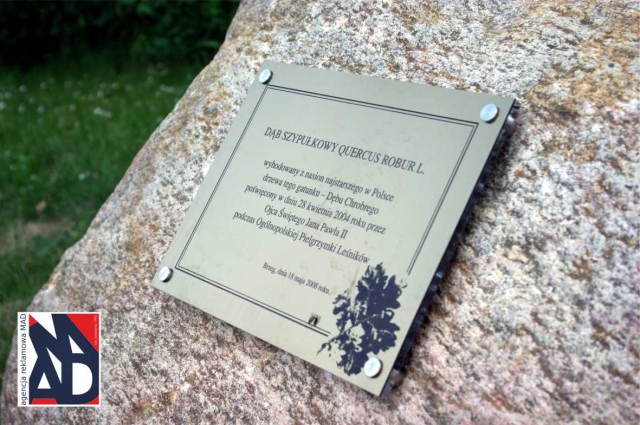 DĄB SZYPUŁKOWY QUERCUS ROBUR L.
wyhodowany z nasion najstarszego w Polsce
drzewa tego gatunku – Dębu Chrobrego
poświęcony w dniu 28 kwietnia 2004 roku przez
Ojca Świętego Jana Pawła II
podczas Ogólnopolskiej Pielgrzymki Leśników
Brzeg, dnia 18 maja 2008 roku.
agencja reklamowa MAD
MAD